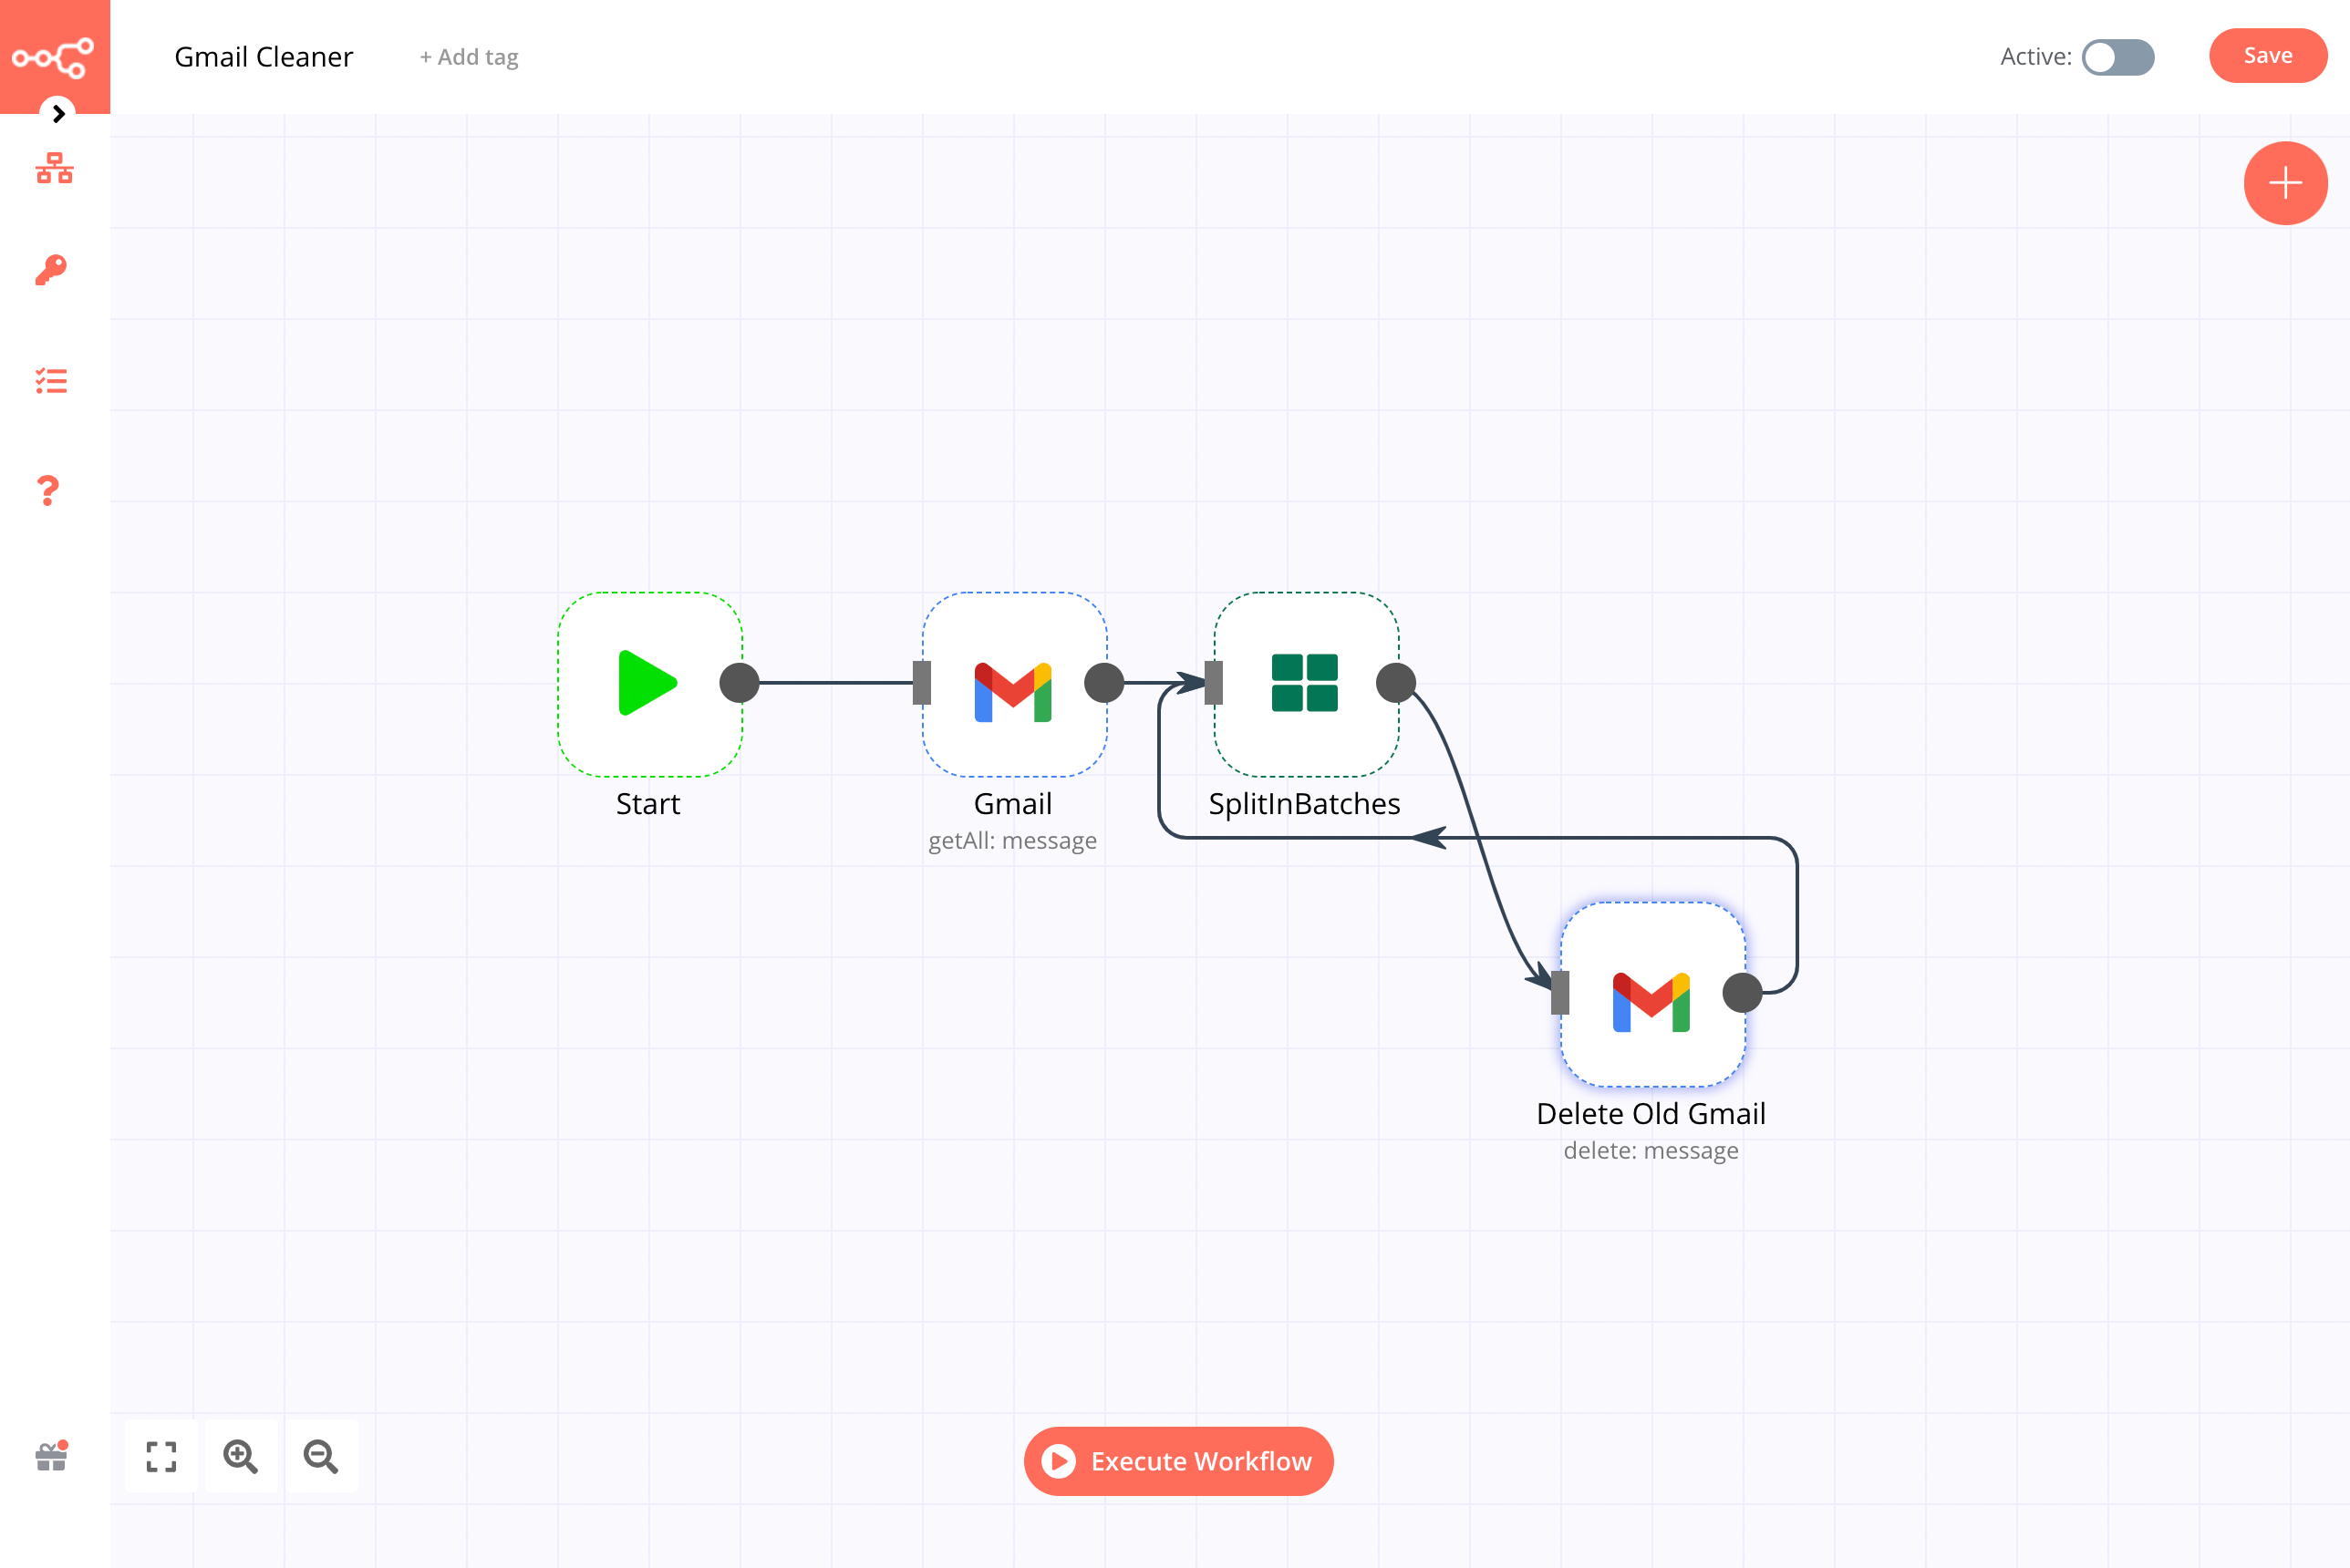 Gmail Cleaner
+ Add tag
Active:
Save
Start
Gmail
getAll: message
SplitInBatches
Delete Old Gmail
delete: message
Execute Workflow